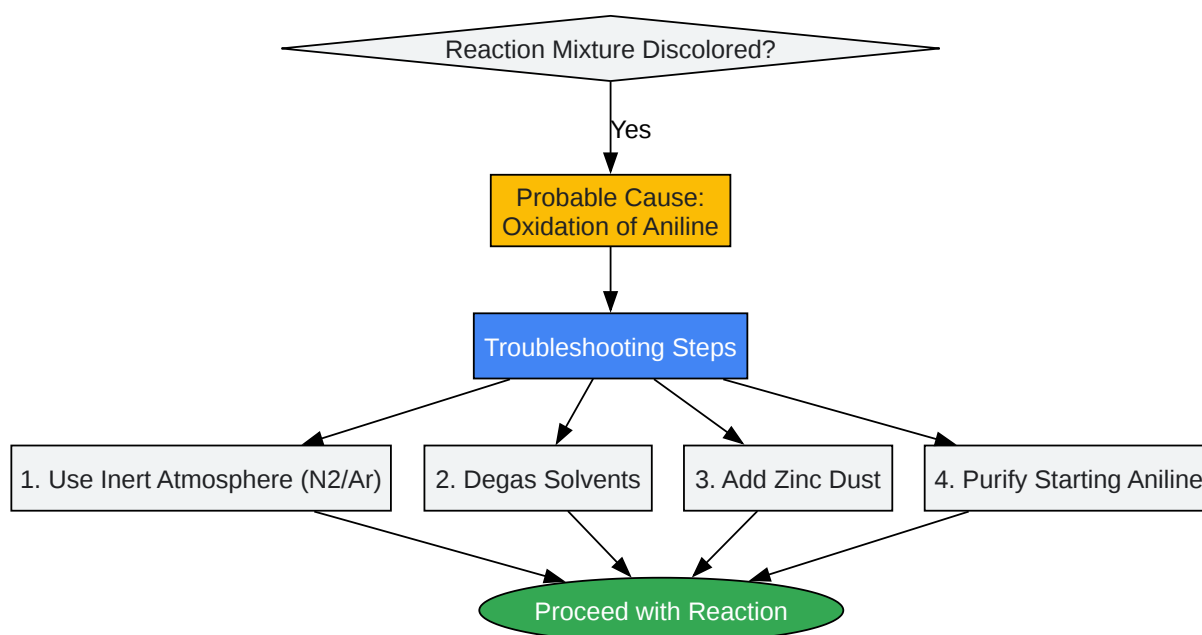 Reaction Mixture Discolored?
Yes
Probable Cause:
Oxidation of Aniline
Troubleshooting Steps
1. Use Inert Atmosphere (N2/Ar)
2. Degas Solvents
3. Add Zinc Dust
4. Purify Starting Aniline
Proceed with Reaction